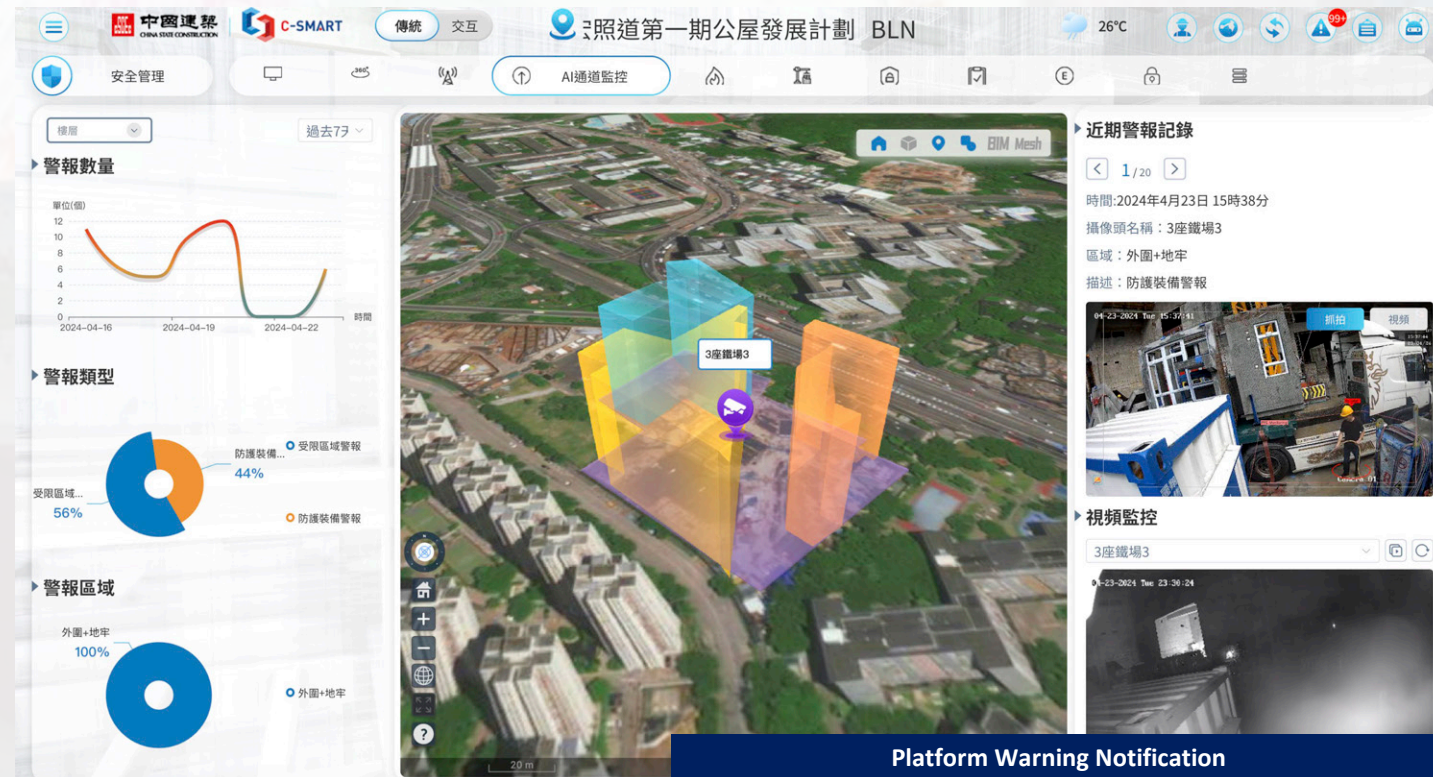 中國建築
CHINA STATE CONSTRUCTION
C-SMART
傳統
交互
照道第一期公屋發展計劃 BLN
26℃
99+
安全管理
360°
AI通道監控
E
樓層
過去7天
警報數量
單位(個)
12
10
8
6
4
2
0
2024-04-16
2024-04-19
2024-04-22
時間
警報類型
防護裝備...
44%
受限區域...
56%
受限區域警報
防護裝備警報
警報區域
外圍+地牢
100%
外圍+地牢
BIM Mesh
3座鐵場3
?
20 m
近期警報記錄
1/20
時間:2024年4月23日 15時38分
攝像頭名稱：3座鐵場3
區域：外圍+地牢
描述：防護裝備警報
04-23-2024 Tue 15:37:41
抓拍
視頻
Camera 01
視頻監控
3座鐵場3
04-23-2024 Tue 23:30:24
Platform Warning Notification